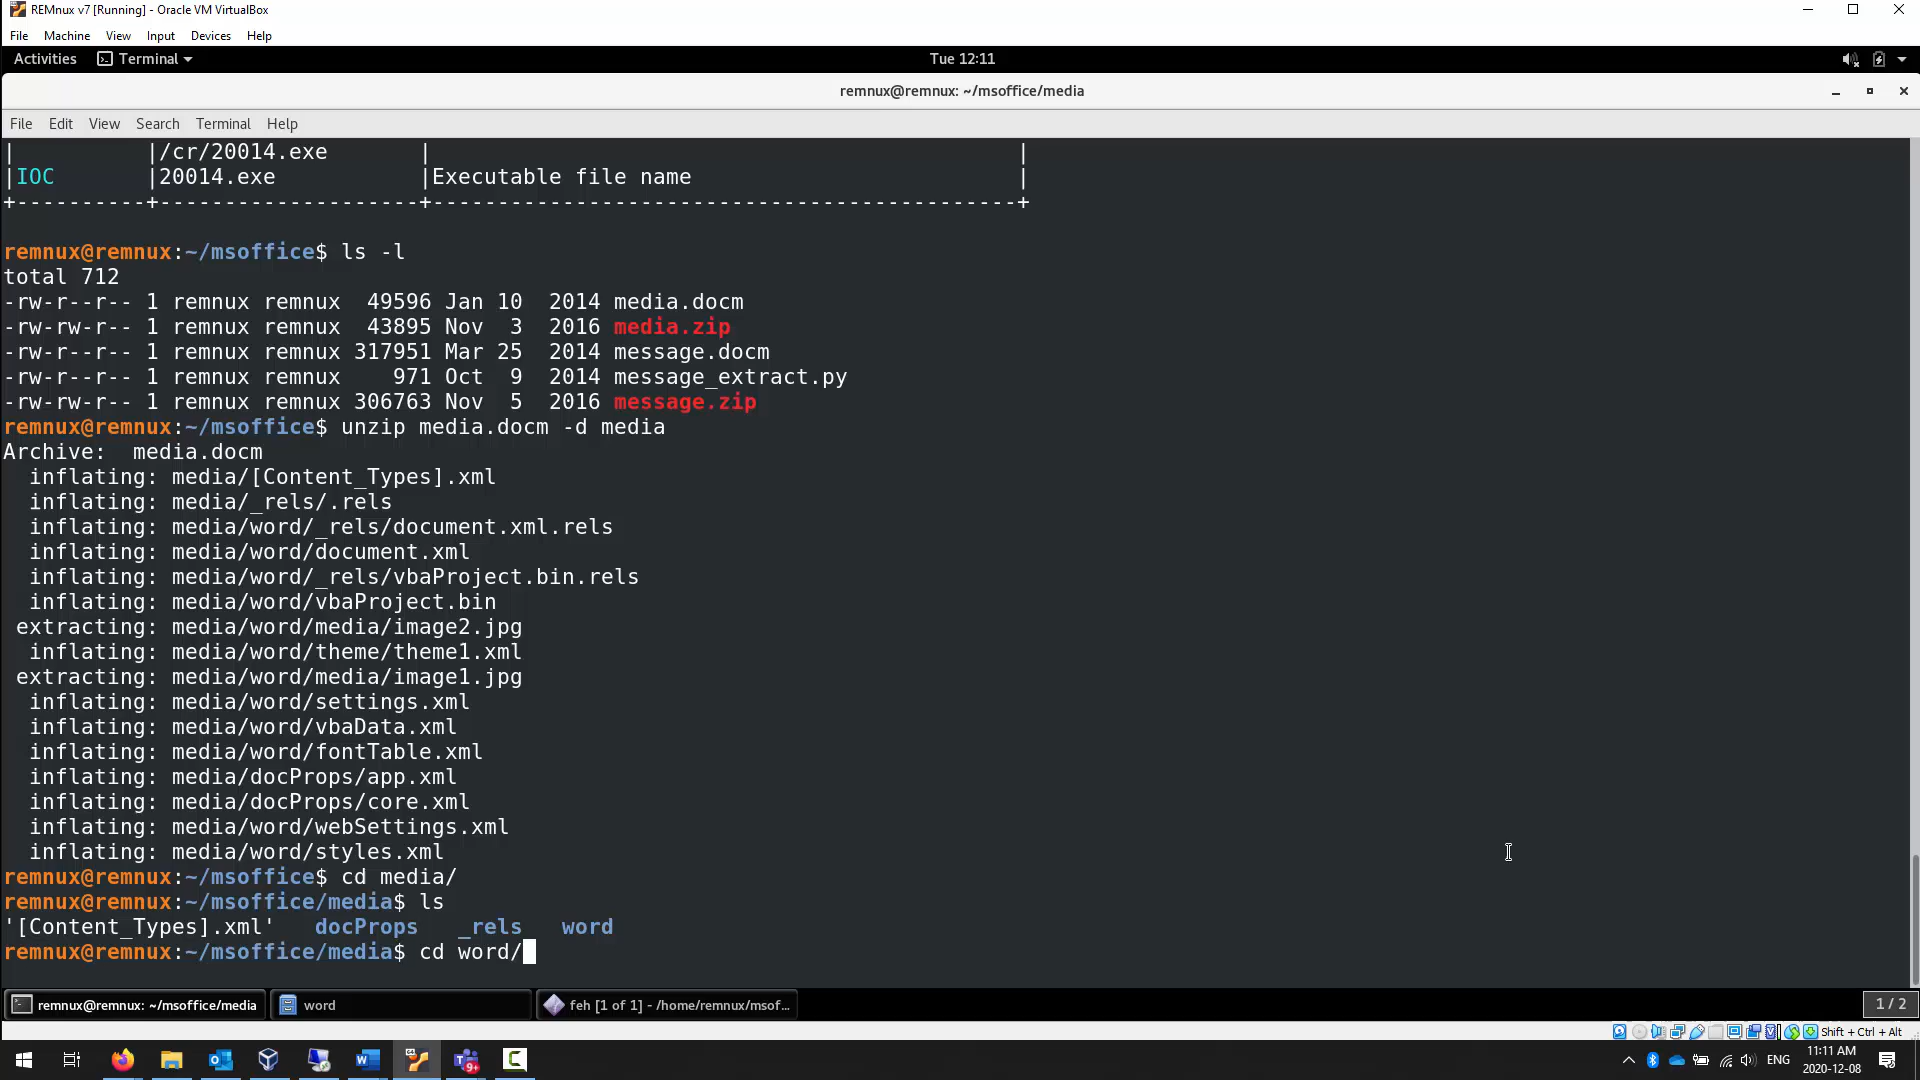 REMnux v7 [Running] - Oracle VM VirtualBox
File Machine View Input Devices Help
Activities Terminal Tue 12:11
remnux@remnux: ~/msoffice/media
File Edit View Search Terminal Help
|          |/cr/20014.exe       |                                              |
|IOC       |20014.exe           |Executable file name                          |
+----------+--------------------+---------------------------------------------+
remnux@remnux:~/msoffice$ ls -l
total 712
-rw-r--r-- 1 remnux remnux  49596 Jan 10  2014 media.docm
-rw-rw-r-- 1 remnux remnux  43895 Nov  3  2016 media.zip
-rw-r--r-- 1 remnux remnux 317951 Mar 25  2014 message.docm
-rw-r--r-- 1 remnux remnux    971 Oct  9  2014 message_extract.py
-rw-rw-r-- 1 remnux remnux 306763 Nov  5  2016 message.zip
remnux@remnux:~/msoffice$ unzip media.docm -d media
Archive:  media.docm
  inflating: media/[Content_Types].xml
  inflating: media/_rels/.rels
  inflating: media/word/_rels/document.xml.rels
  inflating: media/word/document.xml
  inflating: media/word/_rels/vbaProject.bin.rels
  inflating: media/word/vbaProject.bin
 extracting: media/word/media/image2.jpg
  inflating: media/word/theme/theme1.xml
 extracting: media/word/media/image1.jpg
  inflating: media/word/settings.xml
  inflating: media/word/vbaData.xml
  inflating: media/word/fontTable.xml
  inflating: media/docProps/app.xml
  inflating: media/docProps/core.xml
  inflating: media/word/webSettings.xml
  inflating: media/word/styles.xml
remnux@remnux:~/msoffice$ cd media/
remnux@remnux:~/msoffice/media$ ls
'[Content_Types].xml'   docProps   _rels   word
remnux@remnux:~/msoffice/media$ cd word/
remnux@remnux: ~/msoffice/media word feh [1 of 1] - /home/remnux/msof... 1 / 2
Shift + Ctrl + Alt
9+ ENG 11:11 AM
2020-12-08